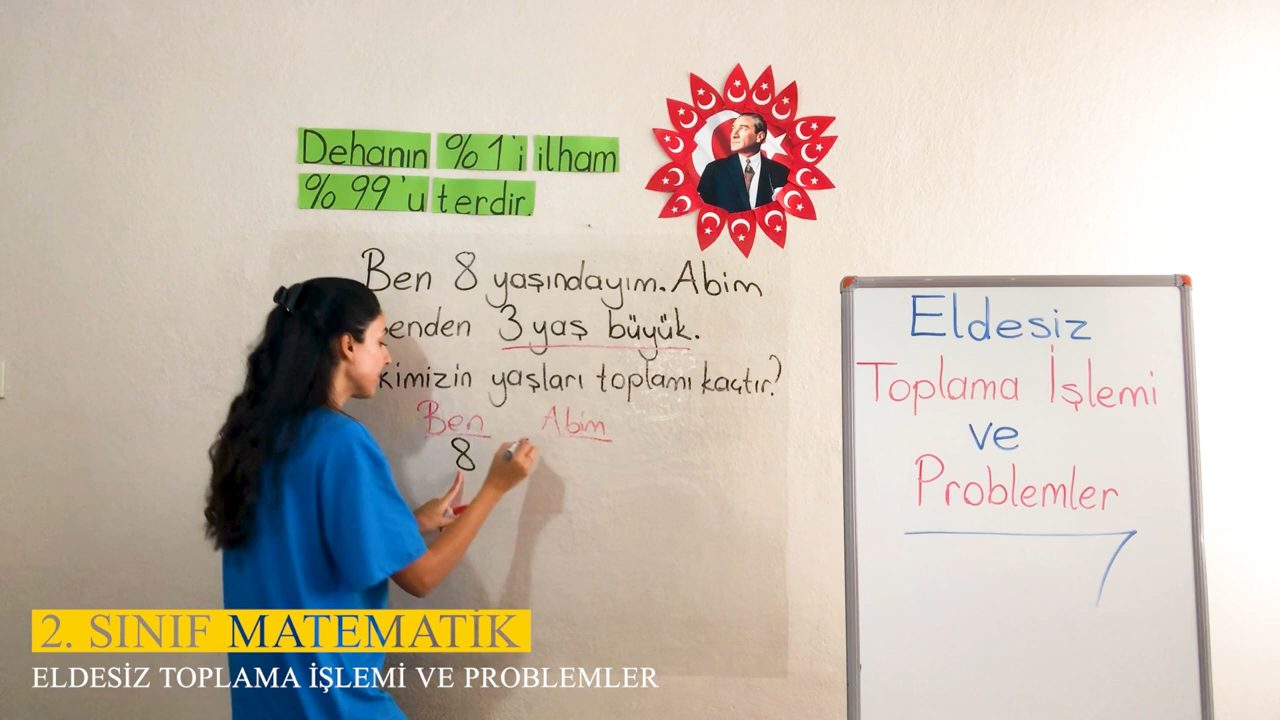 Dehanın %1'i ilham
%99'u terdir.
Ben 8 yaşındayım. Abim
enden 3 yaş büyük.
kimizin yaşları toplamı kaçtır?
Ben Abim
8
Eldesiz
Toplama İşlemi
ve
Problemler
2. SINIF MATEMATİK
ELDESİZ TOPLAMA İŞLEMİ VE PROBLEMLER